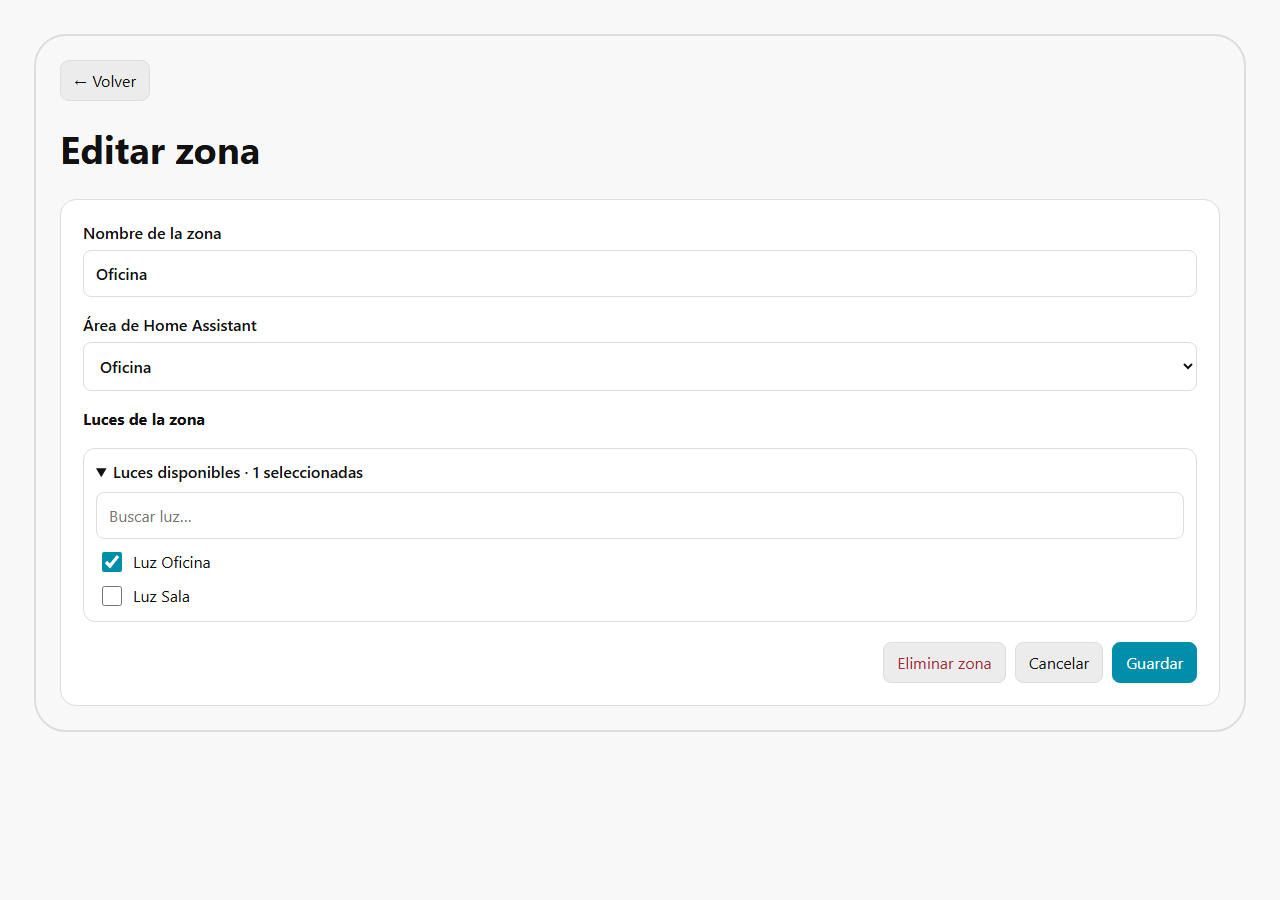 ← Volver
Editar zona
Nombre de la zona
Oficina
Área de Home Assistant
Oficina
Luces de la zona
▼ Luces disponibles · 1 seleccionadas
Buscar luz...
Luz Oficina
Luz Sala
Eliminar zona Cancelar Guardar